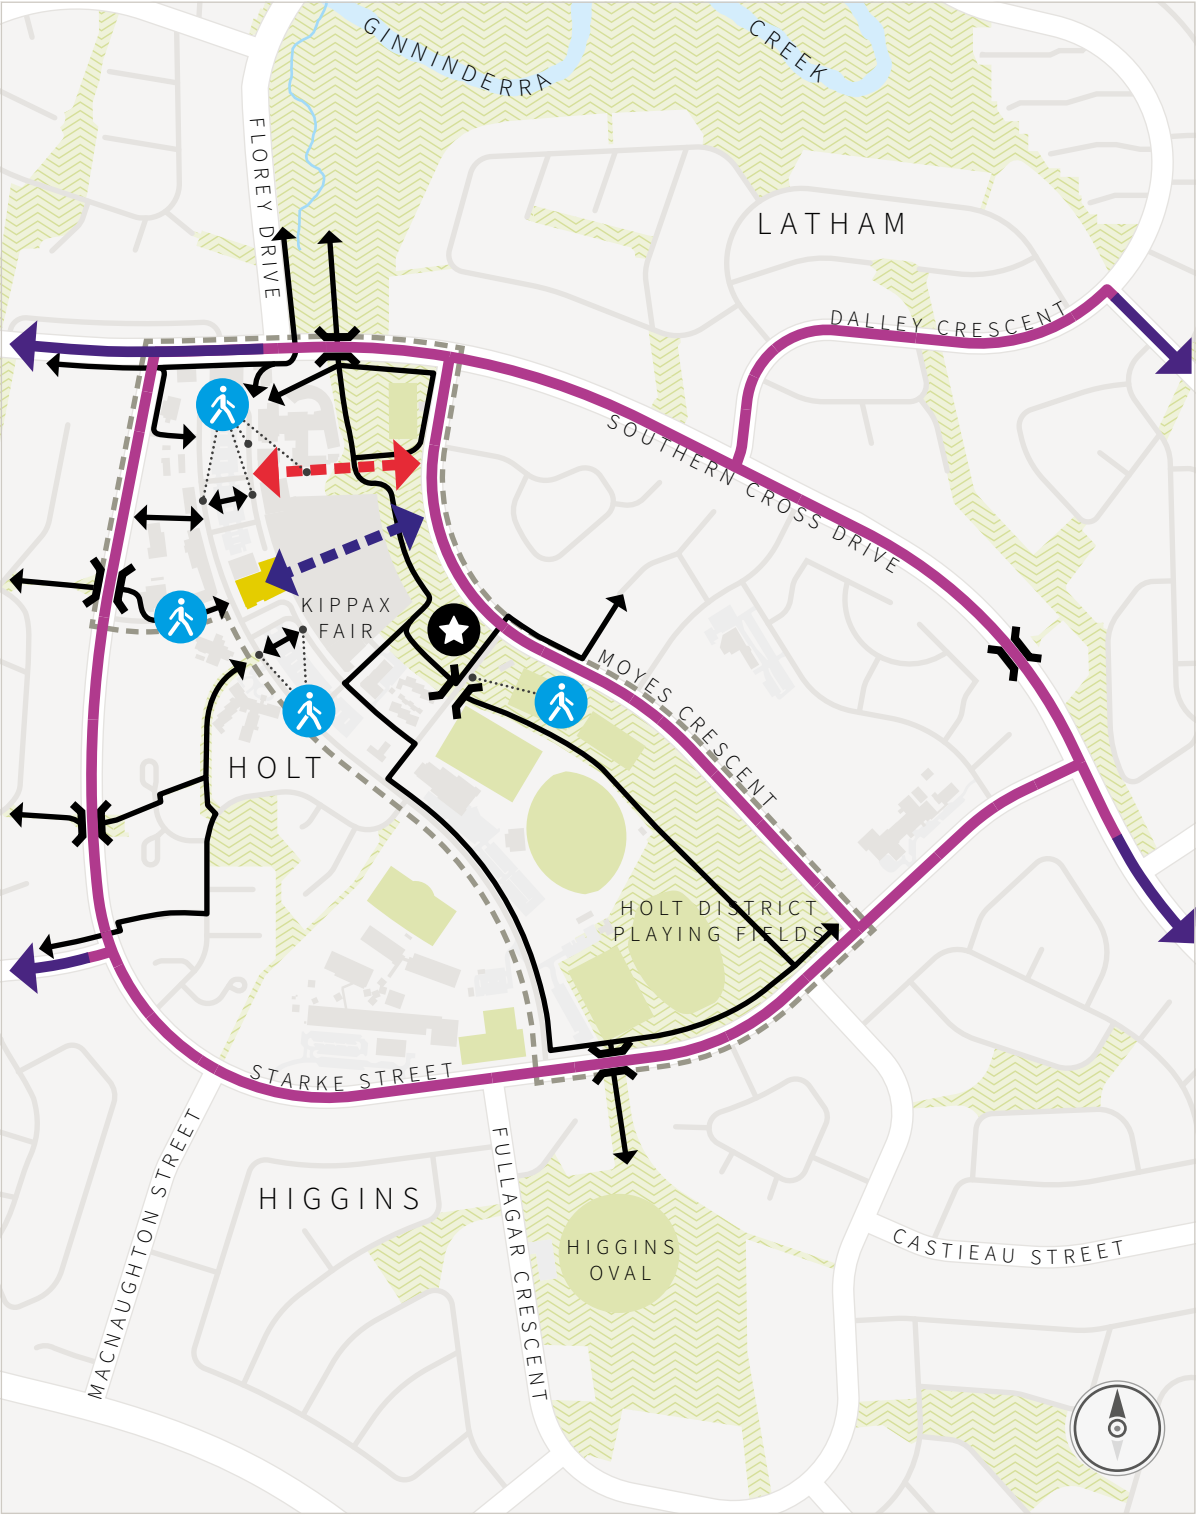 GINNINDERRA
CREEK
FLOREY DRIVE
LATHAM
DALLEY CRESCENT
SOUTHERN CROSS DRIVE
KIPPAX
FAIR
MOYES CRESCENT
HOLT
HOLT DISTRICT
PLAYING FIELDS
STARKE STREET
MACNAUGHTON STREET
FULLAGAR CRESCENT
HIGGINS
HIGGINS
OVAL
CASTIEAU STREET